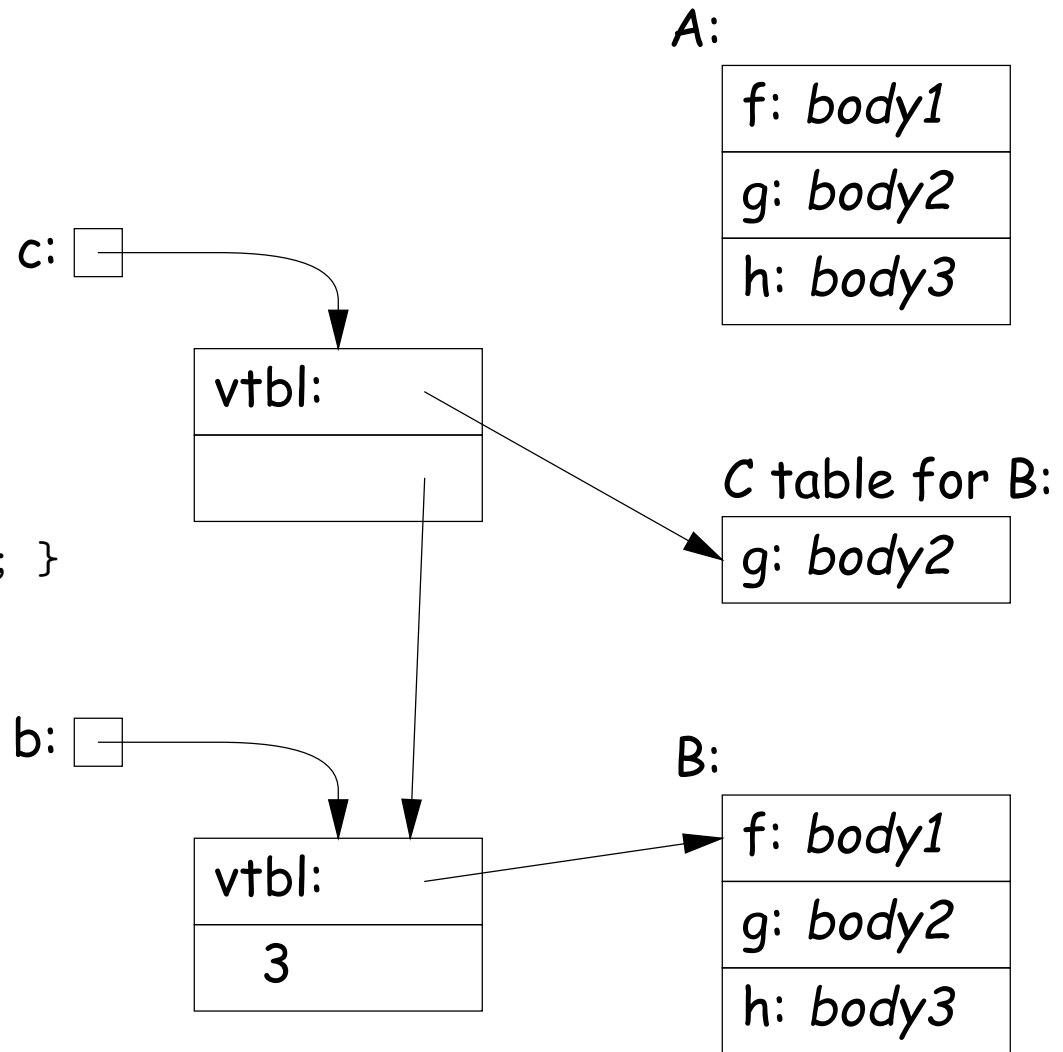 A:
f: body1
g: body2
h: body3
c:
vtbl:
C table for B:
g: body2
; }
b:
vtbl:
3
B:
f: body1
g: body2
h: body3